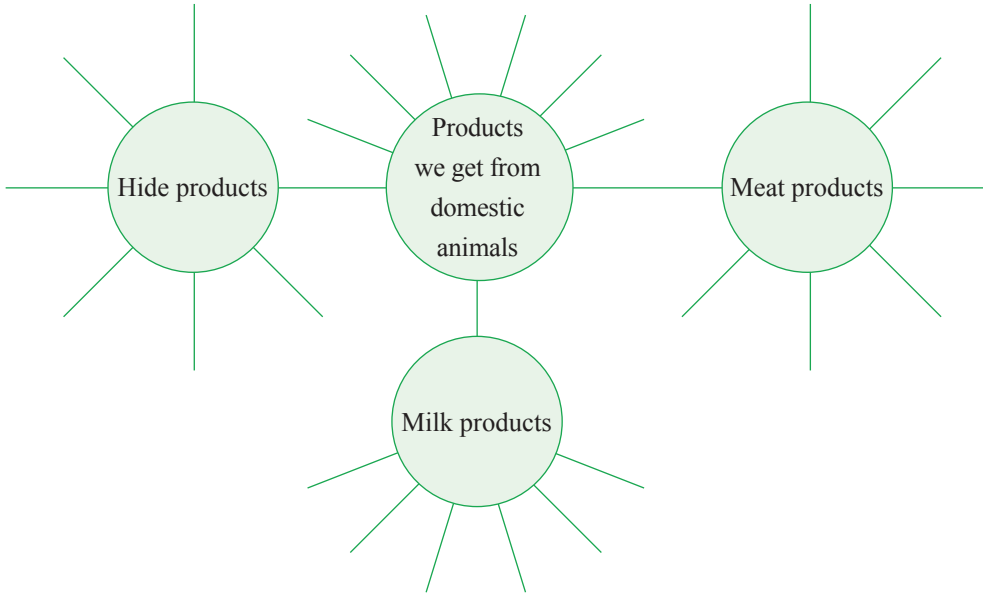 Products
we get from
domestic
animals
Hide products
Meat products
Milk products